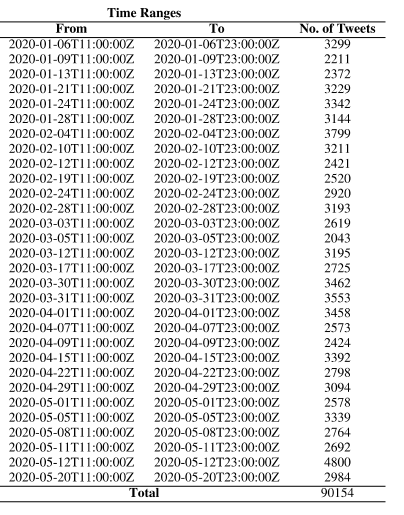 Time Ranges
From To No. of Tweets
2020-01-06T11:00:00Z 2020-01-06T23:00:00Z 3299
2020-01-09T11:00:00Z 2020-01-09T23:00:00Z 2211
2020-01-13T11:00:00Z 2020-01-13T23:00:00Z 2372
2020-01-21T11:00:00Z 2020-01-21T23:00:00Z 3229
2020-01-24T11:00:00Z 2020-01-24T23:00:00Z 3342
2020-01-28T11:00:00Z 2020-01-28T23:00:00Z 3144
2020-02-04T11:00:00Z 2020-02-04T23:00:00Z 3799
2020-02-10T11:00:00Z 2020-02-10T23:00:00Z 3211
2020-02-12T11:00:00Z 2020-02-12T23:00:00Z 2421
2020-02-19T11:00:00Z 2020-02-19T23:00:00Z 2520
2020-02-24T11:00:00Z 2020-02-24T23:00:00Z 2920
2020-02-28T11:00:00Z 2020-02-28T23:00:00Z 3193
2020-03-03T11:00:00Z 2020-03-03T23:00:00Z 2619
2020-03-05T11:00:00Z 2020-03-05T23:00:00Z 2043
2020-03-12T11:00:00Z 2020-03-12T23:00:00Z 3195
2020-03-17T11:00:00Z 2020-03-17T23:00:00Z 2725
2020-03-30T11:00:00Z 2020-03-30T23:00:00Z 3462
2020-03-31T11:00:00Z 2020-03-31T23:00:00Z 3553
2020-04-01T11:00:00Z 2020-04-01T23:00:00Z 3458
2020-04-07T11:00:00Z 2020-04-07T23:00:00Z 2573
2020-04-09T11:00:00Z 2020-04-09T23:00:00Z 2424
2020-04-15T11:00:00Z 2020-04-15T23:00:00Z 3392
2020-04-22T11:00:00Z 2020-04-22T23:00:00Z 2798
2020-04-29T11:00:00Z 2020-04-29T23:00:00Z 3094
2020-05-01T11:00:00Z 2020-05-01T23:00:00Z 2578
2020-05-05T11:00:00Z 2020-05-05T23:00:00Z 3339
2020-05-08T11:00:00Z 2020-05-08T23:00:00Z 2764
2020-05-11T11:00:00Z 2020-05-11T23:00:00Z 2692
2020-05-12T11:00:00Z 2020-05-12T23:00:00Z 4800
2020-05-20T11:00:00Z 2020-05-20T23:00:00Z 2984
Total 90154